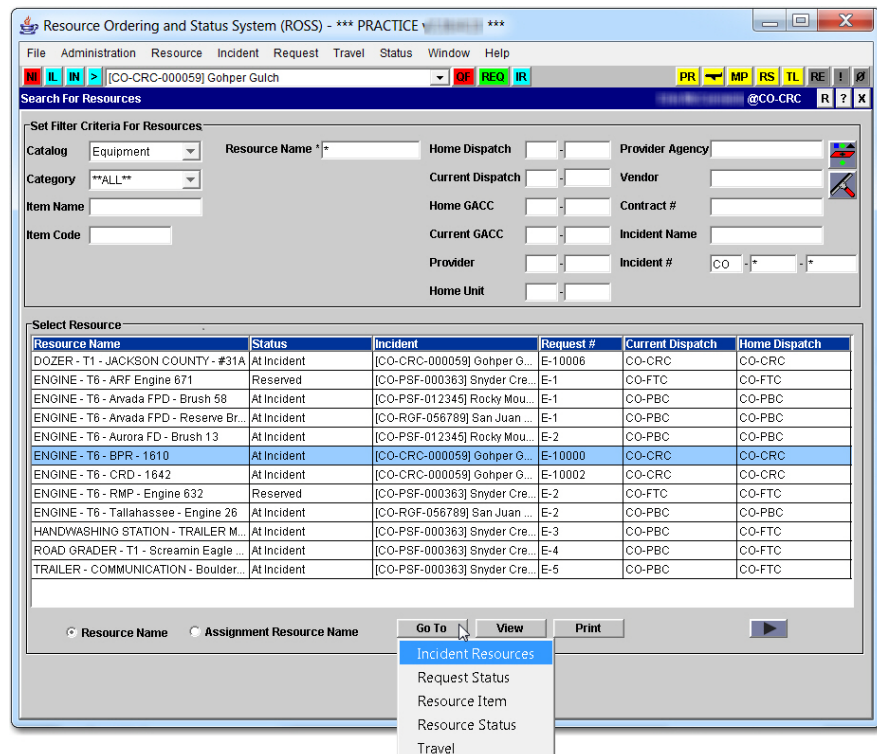 Resource Ordering and Status System (ROSS) - *** PRACTICE ***
File Administration Resource Incident Request Travel Status Window Help
NI IL IN > [CO-CRC-000059] Gohper Gulch QF REQ IR PR MP RS TL RE ! Ø
Search For Resources @CO-CRC R ? X
Set Filter Criteria For Resources
Catalog Equipment Resource Name * * Home Dispatch - Provider Agency
Category **ALL** Current Dispatch - Vendor
Item Name Home GACC - Contract #
Item Code Current GACC - Incident Name
Provider - Incident # CO - * - *
Home Unit -
Select Resource
Resource Name Status Incident Request # Current Dispatch Home Dispatch
DOZER - T1 - JACKSON COUNTY - #31A At Incident [CO-CRC-000059] Gohper G... E-10006 CO-CRC CO-CRC
ENGINE - T6 - ARF Engine 671 Reserved [CO-PSF-000363] Snyder Cre... E-1 CO-FTC CO-FTC
ENGINE - T6 - Arvada FPD - Brush 58 At Incident [CO-PSF-012345] Rocky Mou... E-1 CO-PBC CO-PBC
ENGINE - T6 - Arvada FPD - Reserve Br... At Incident [CO-RGF-056789] San Juan ... E-1 CO-PBC CO-PBC
ENGINE - T6 - Aurora FD - Brush 13 At Incident [CO-PSF-012345] Rocky Mou... E-2 CO-PBC CO-PBC
ENGINE - T6 - BPR - 1610 At Incident [CO-CRC-000059] Gohper G... E-10000 CO-CRC CO-CRC
ENGINE - T6 - CRD - 1642 At Incident [CO-CRC-000059] Gohper G... E-10002 CO-CRC CO-CRC
ENGINE - T6 - RMP - Engine 632 Reserved [CO-PSF-000363] Snyder Cre... E-2 CO-FTC CO-FTC
ENGINE - T6 - Tallahassee - Engine 26 At Incident [CO-RGF-056789] San Juan ... E-2 CO-PBC CO-PBC
HANDWASHING STATION - TRAILER M... At Incident [CO-PSF-000363] Snyder Cre... E-3 CO-PBC CO-FTC
ROAD GRADER - T1 - Screamin Eagle ... At Incident [CO-PSF-000363] Snyder Cre... E-4 CO-PBC CO-FTC
TRAILER - COMMUNICATION - Boulder... At Incident [CO-PSF-000363] Snyder Cre... E-5 CO-PBC CO-FTC
Resource Name Assignment Resource Name Go To View Print
Incident Resources
Request Status
Resource Item
Resource Status
Travel